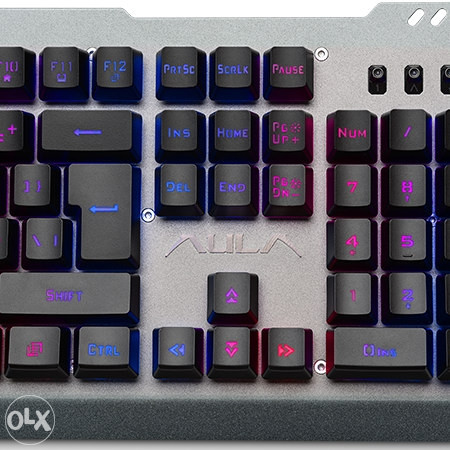 F10 F11 F12 PrtSc Scrlk Pause
+ Ins Home Pg Up+ Num /
] } Del End Pg Dn- 7 8
\ | AULA 4 5
Shift 1 2
Ctrl 0 Ins
OLX